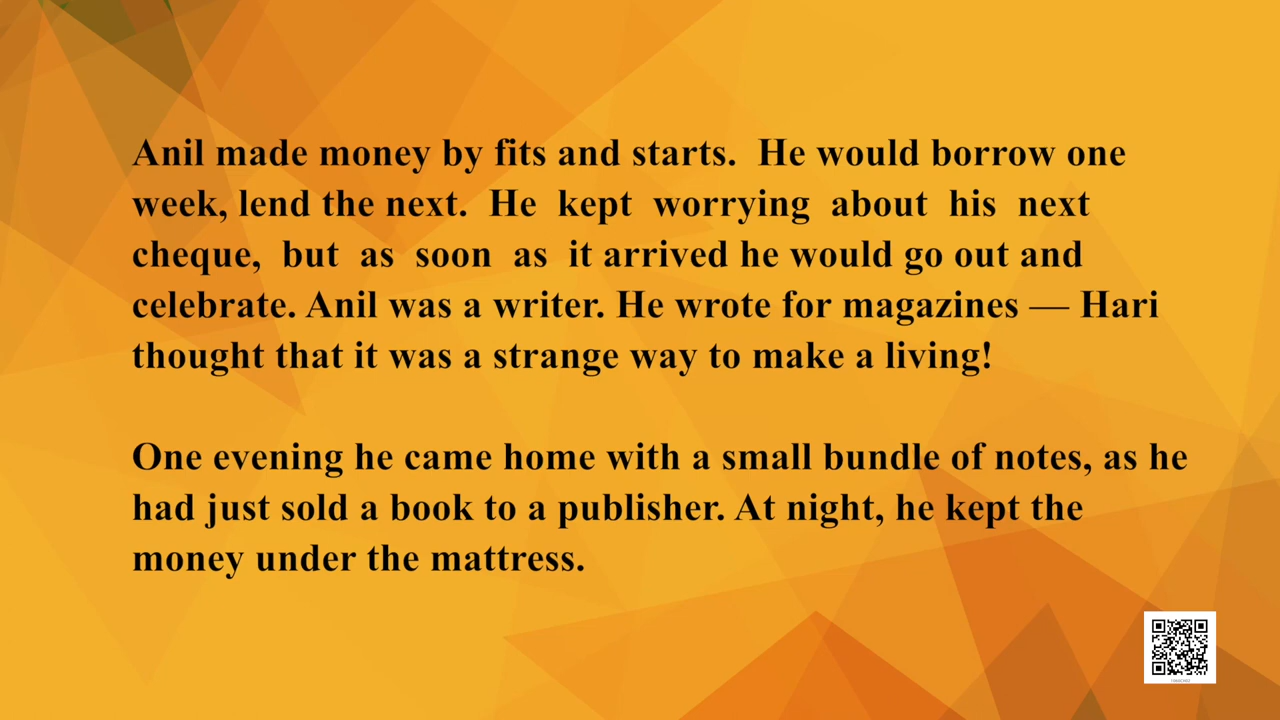 Anil made money by fits and starts. He would borrow one
week, lend the next. He kept worrying about his next
cheque, but as soon as it arrived he would go out and
celebrate. Anil was a writer. He wrote for magazines — Hari
thought that it was a strange way to make a living!
One evening he came home with a small bundle of notes, as he
had just sold a book to a publisher. At night, he kept the
money under the mattress.